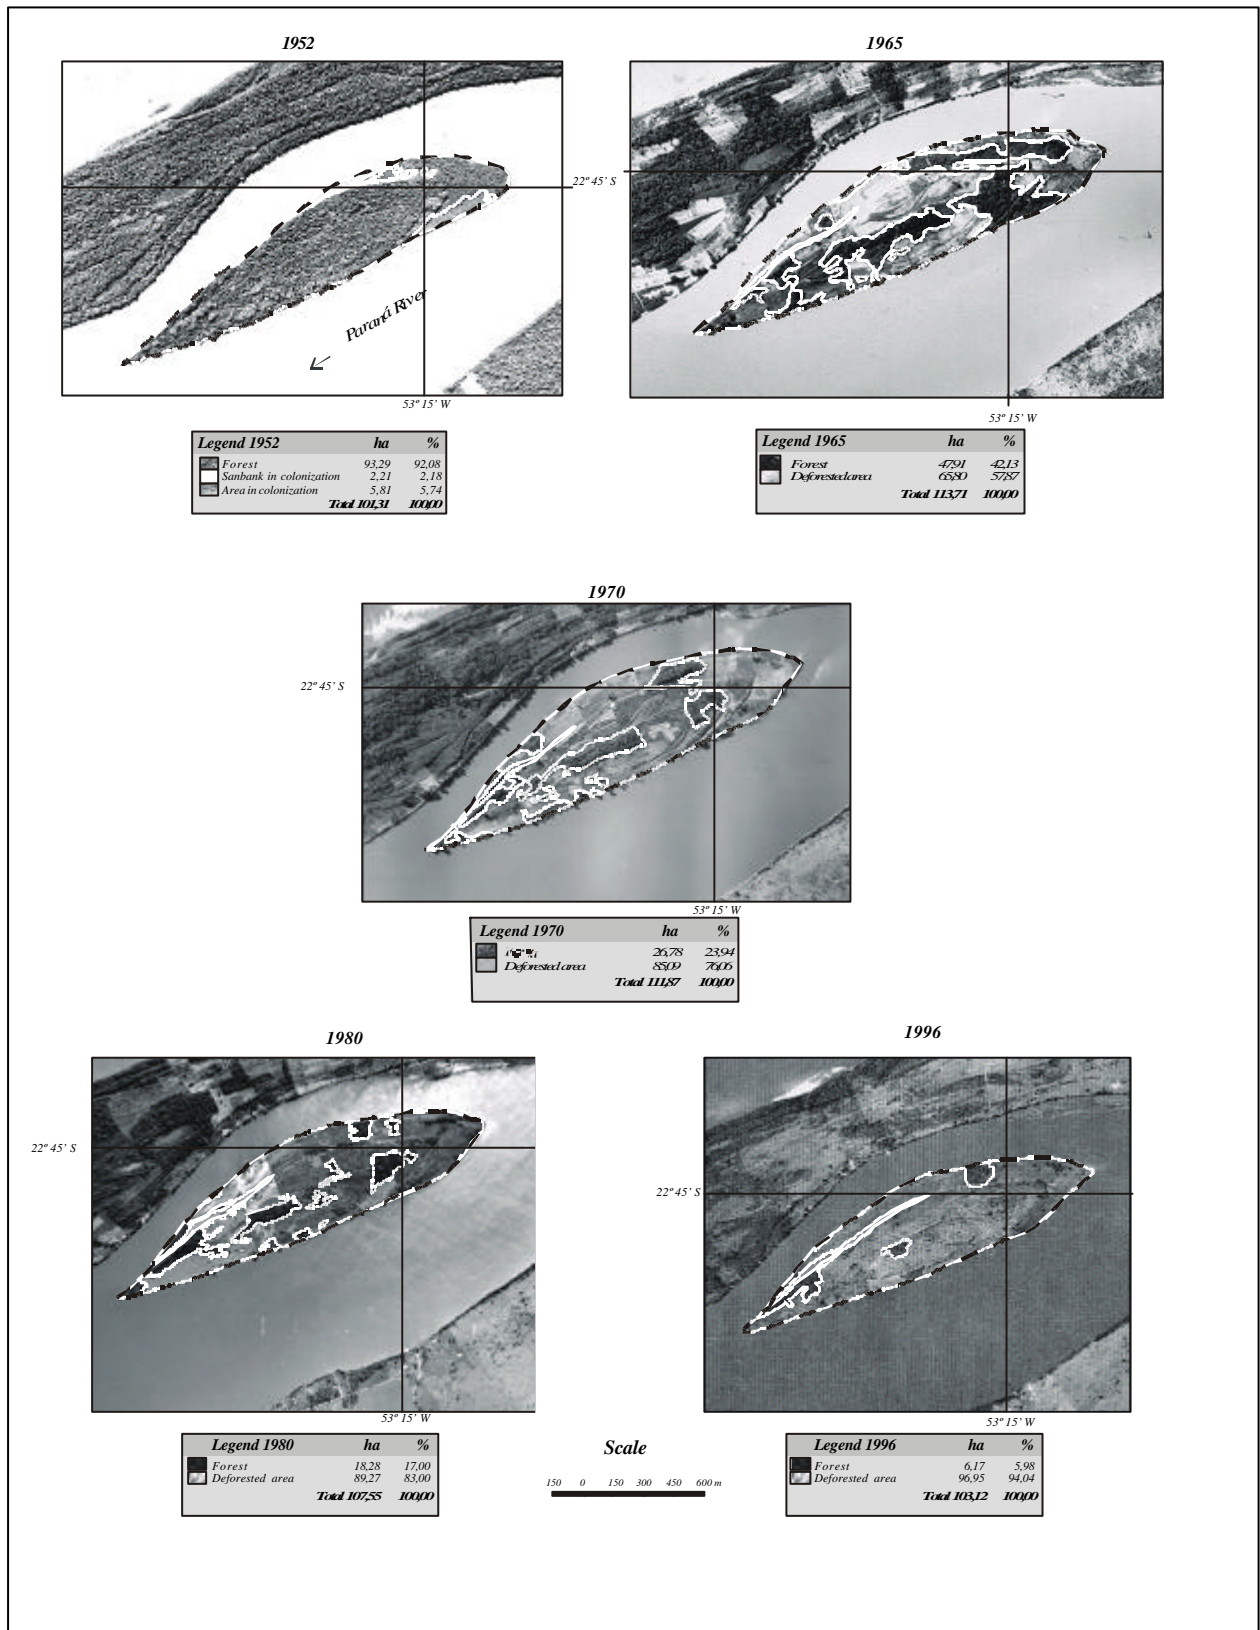 1952
22º 45' S
Paraná River
53º 15' W
Legend 1952 ha %
Forest 93,29 92,08
Sanbank in colonization 2,21 2,18
Area in colonization 5,81 5,74
Total 101,31 100,00
1965
53º 15' W
Legend 1965 ha %
Forest 47,91 42,13
Deforested area 65,80 57,87
Total 113,71 100,00
1970
22º 45' S
53º 15' W
Legend 1970 ha %
26,78 23,94
Deforested area 85,09 76,06
Total 111,87 100,00
1980
22º 45' S
53º 15' W
Legend 1980 ha %
Forest 18,28 17,00
Deforested area 89,27 83,00
Total 107,55 100,00
1996
22º 45' S
53º 15' W
Legend 1996 ha %
Forest 6,17 5,98
Deforested area 96,95 94,04
Total 103,12 100,00
Scale
150 0 150 300 450 600 m